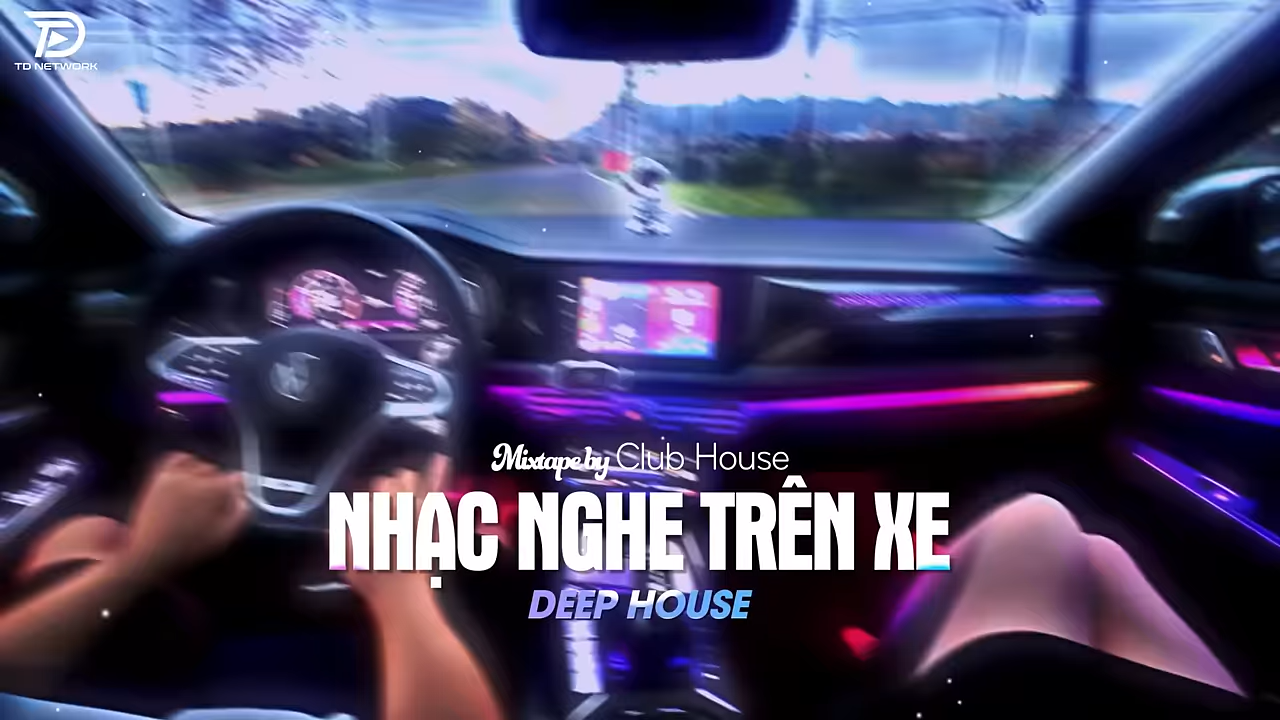 TD NETWORK
Mixtape by Club House
NHẠC NGHE TRÊN XE
DEEP HOUSE